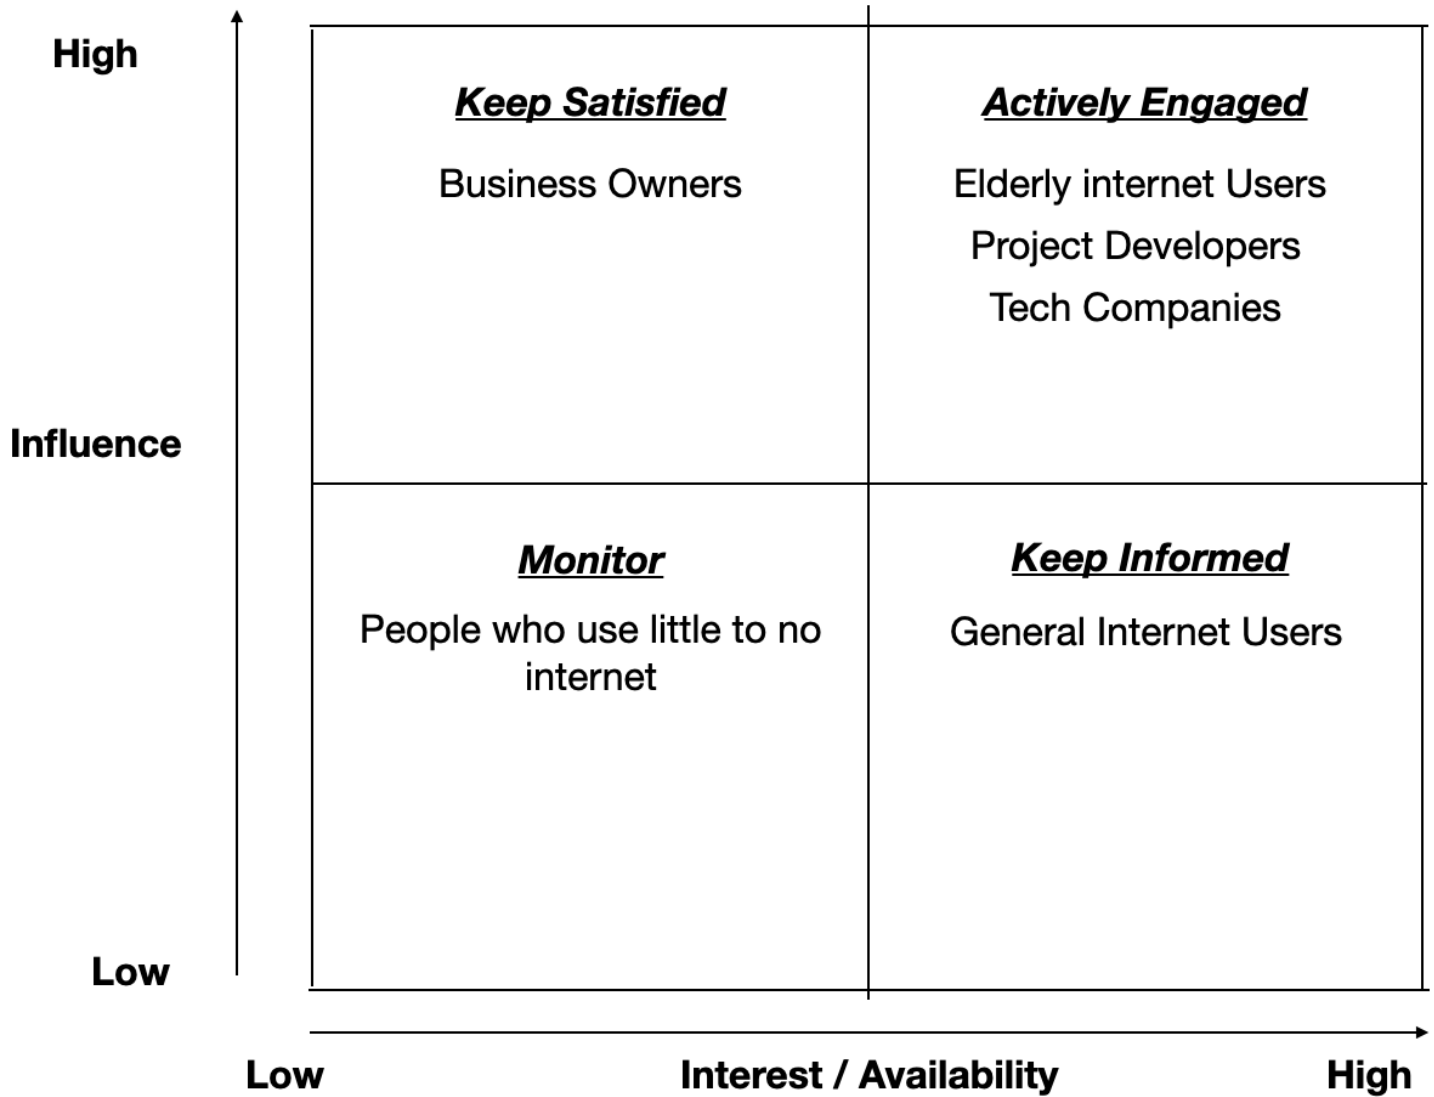 High
Keep Satisfied
Business Owners
Actively Engaged
Elderly internet Users
Project Developers
Tech Companies
Influence
Monitor
People who use little to no
internet
Keep Informed
General Internet Users
Low
Low
Interest / Availability
High